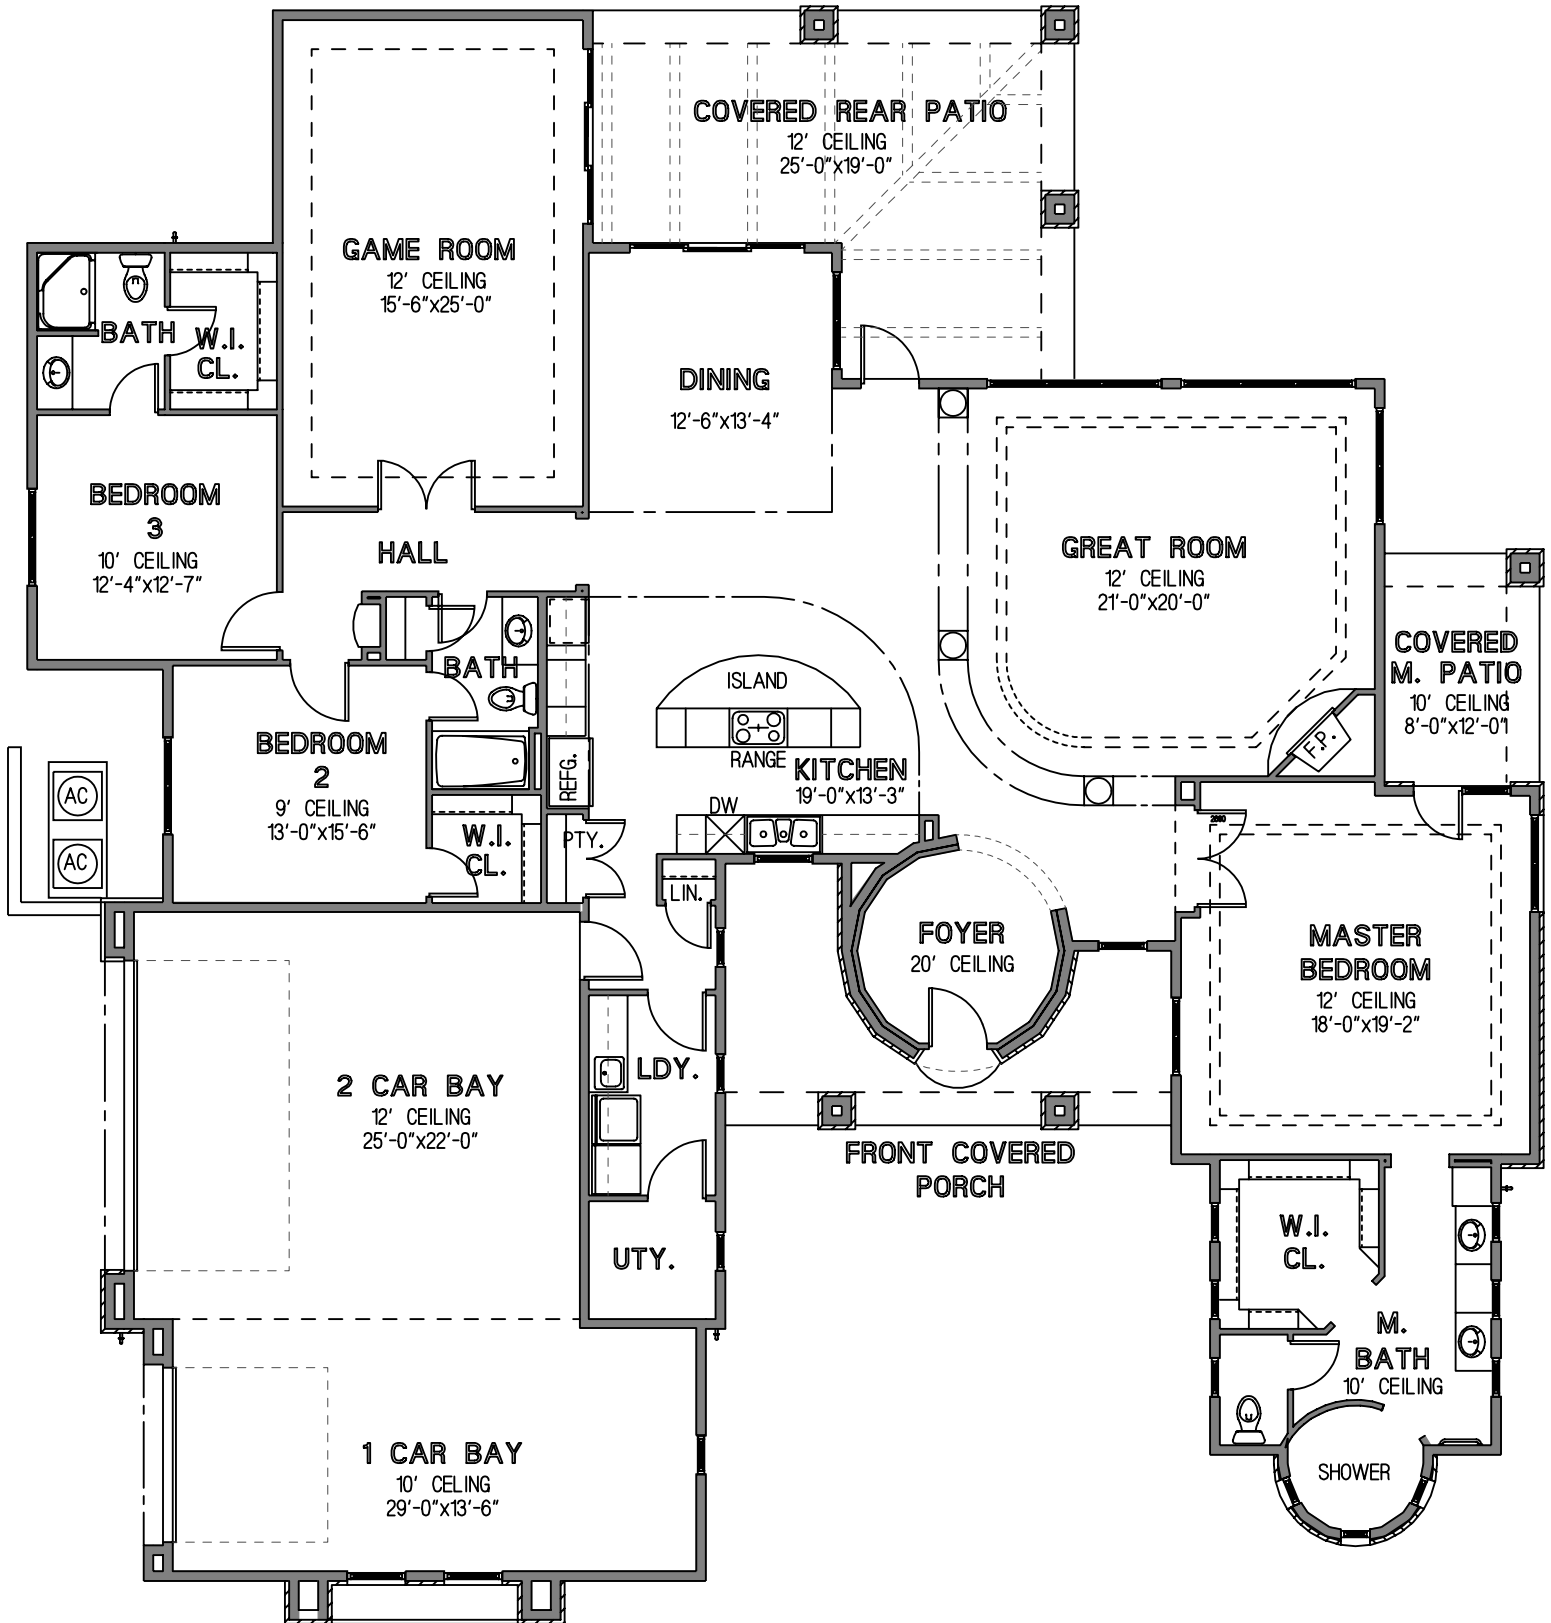 COVERED REAR PATIO
12' CEILING
25'-0"x19'-0"
GAME ROOM
12' CEILING
15'-6"x25'-0"
BATH
W.I.
CL.
DINING
12'-6"x13'-4"
BEDROOM
3
10' CEILING
12'-4"x12'-7"
HALL
GREAT ROOM
12' CEILING
21'-0"x20'-0"
COVERED
M. PATIO
10' CEILING
8'-0"x12'-0"
F.P.
BATH
ISLAND
RANGE
KITCHEN
19'-0"x13'-3"
REFG.
DW
BEDROOM
2
9' CEILING
13'-0"x15'-6"
AC
AC
W.I.
CL.
PTY.
LIN.
2880
FOYER
20' CEILING
MASTER
BEDROOM
12' CEILING
18'-0"x19'-2"
2 CAR BAY
12' CEILING
25'-0"x22'-0"
LDY.
FRONT COVERED
PORCH
UTY.
W.I.
CL.
M.
BATH
10' CEILING
SHOWER
1 CAR BAY
10' CELING
29'-0"x13'-6"